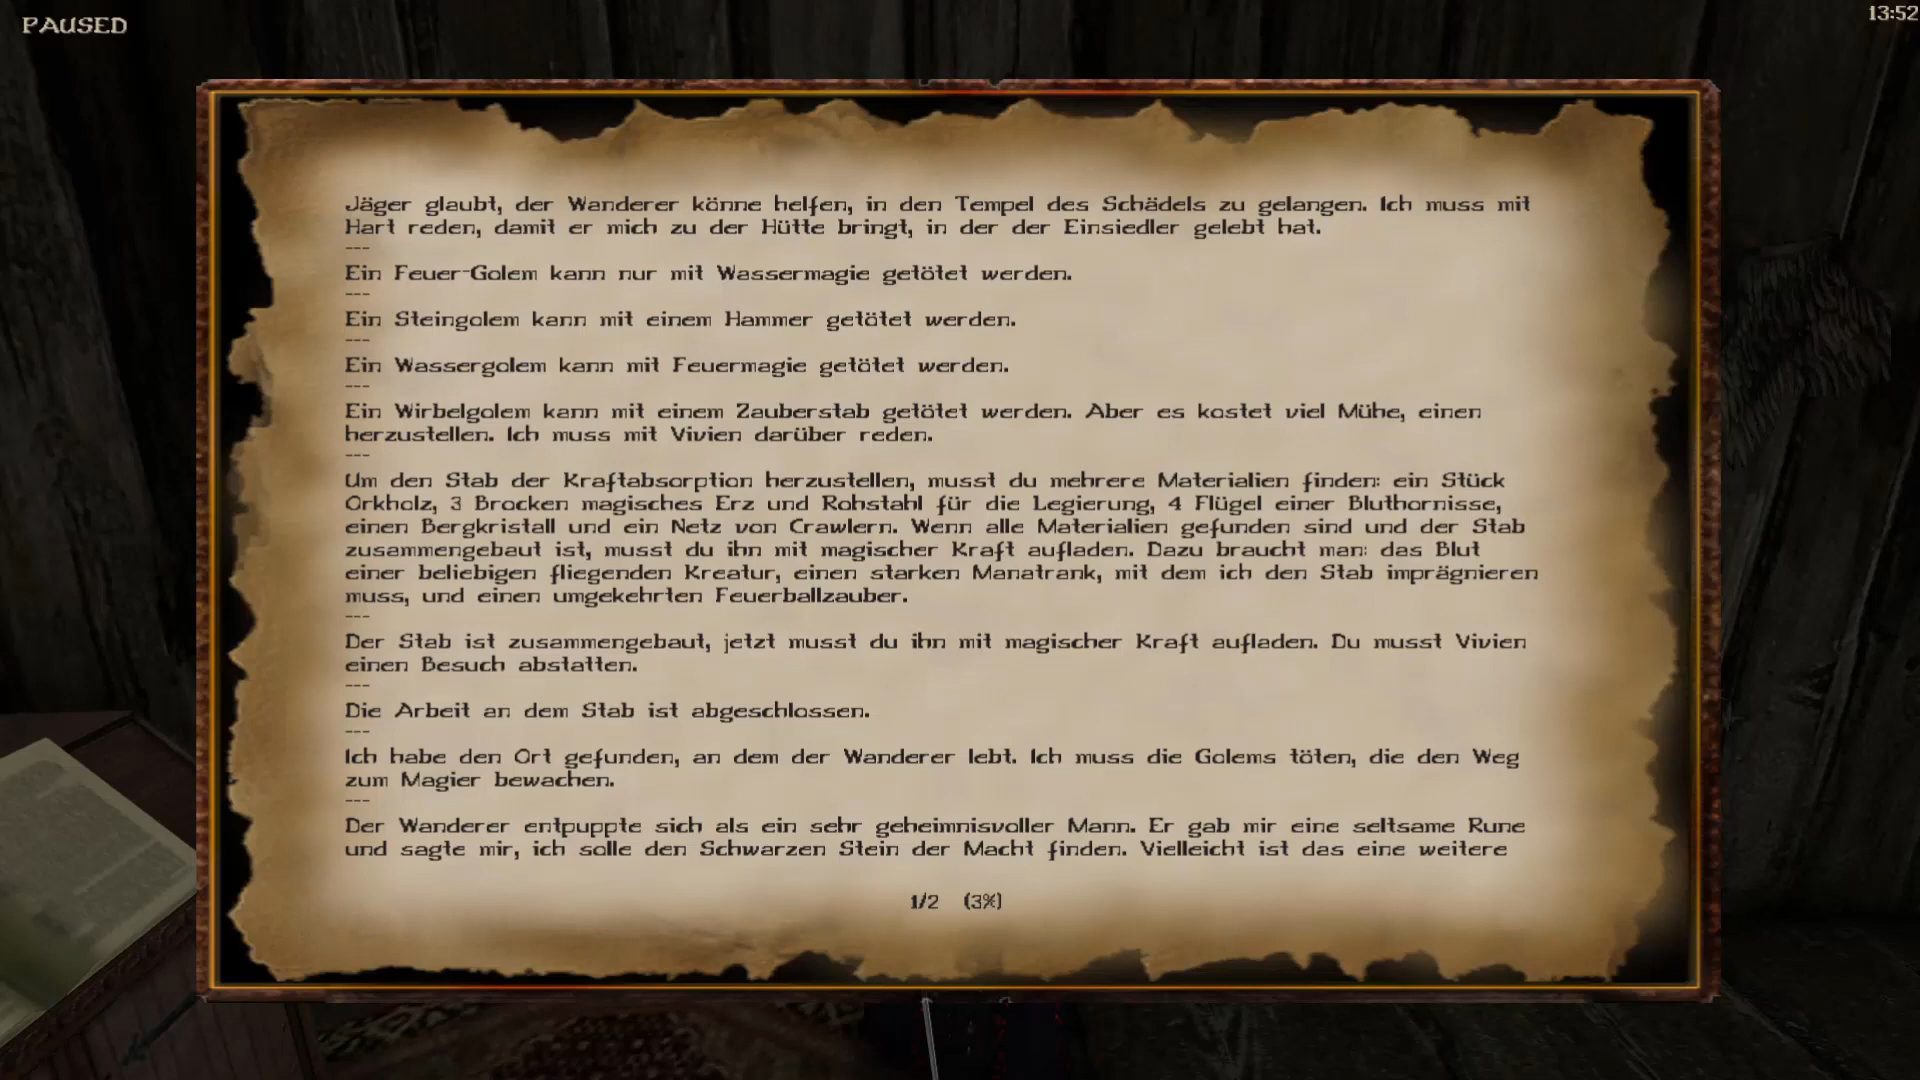 PAUSED
13:52
Jäger glaubt, der Wanderer könne helfen, in den Tempel des Schädels zu gelangen. Ich muss mit
Hart reden, damit er mich zu der Hütte bringt, in der der Einsiedler gelebt hat.
---
Ein Feuer-Golem kann nur mit Wassermagie getötet werden.
---
Ein Steingolem kann mit einem Hammer getötet werden.
---
Ein Wassergolem kann mit Feuermagie getötet werden.
---
Ein Wirbelgolem kann mit einem Zauberstab getötet werden. Aber es kostet viel Mühe, einen
herzustellen. Ich muss mit Vivien darüber reden.
---
Um den Stab der Kraftabsorption herzustellen, musst du mehrere Materialien finden: ein Stück
Orkholz, 3 Brocken magisches Erz und Rohstahl für die Legierung, 4 Flügel einer Bluthornisse,
einen Bergkristall und ein Netz von Crawlern. Wenn alle Materialien gefunden sind und der Stab
zusammengebaut ist, musst du ihn mit magischer Kraft aufladen. Dazu braucht man: das Blut
einer beliebigen fliegenden Kreatur, einen starken Manatrank, mit dem ich den Stab imprägnieren
muss, und einen umgekehrten Feuerballzauber.
---
Der Stab ist zusammengebaut, jetzt musst du ihn mit magischer Kraft aufladen. Du musst Vivien
einen Besuch abstatten.
---
Die Arbeit an dem Stab ist abgeschlossen.
---
Ich habe den Ort gefunden, an dem der Wanderer lebt. Ich muss die Golems töten, die den Weg
zum Magier bewachen.
---
Der Wanderer entpuppte sich als ein sehr geheimnisvoller Mann. Er gab mir eine seltsame Rune
und sagte mir, ich solle den Schwarzen Stein der Macht finden. Vielleicht ist das eine weitere
1/2 (3%)